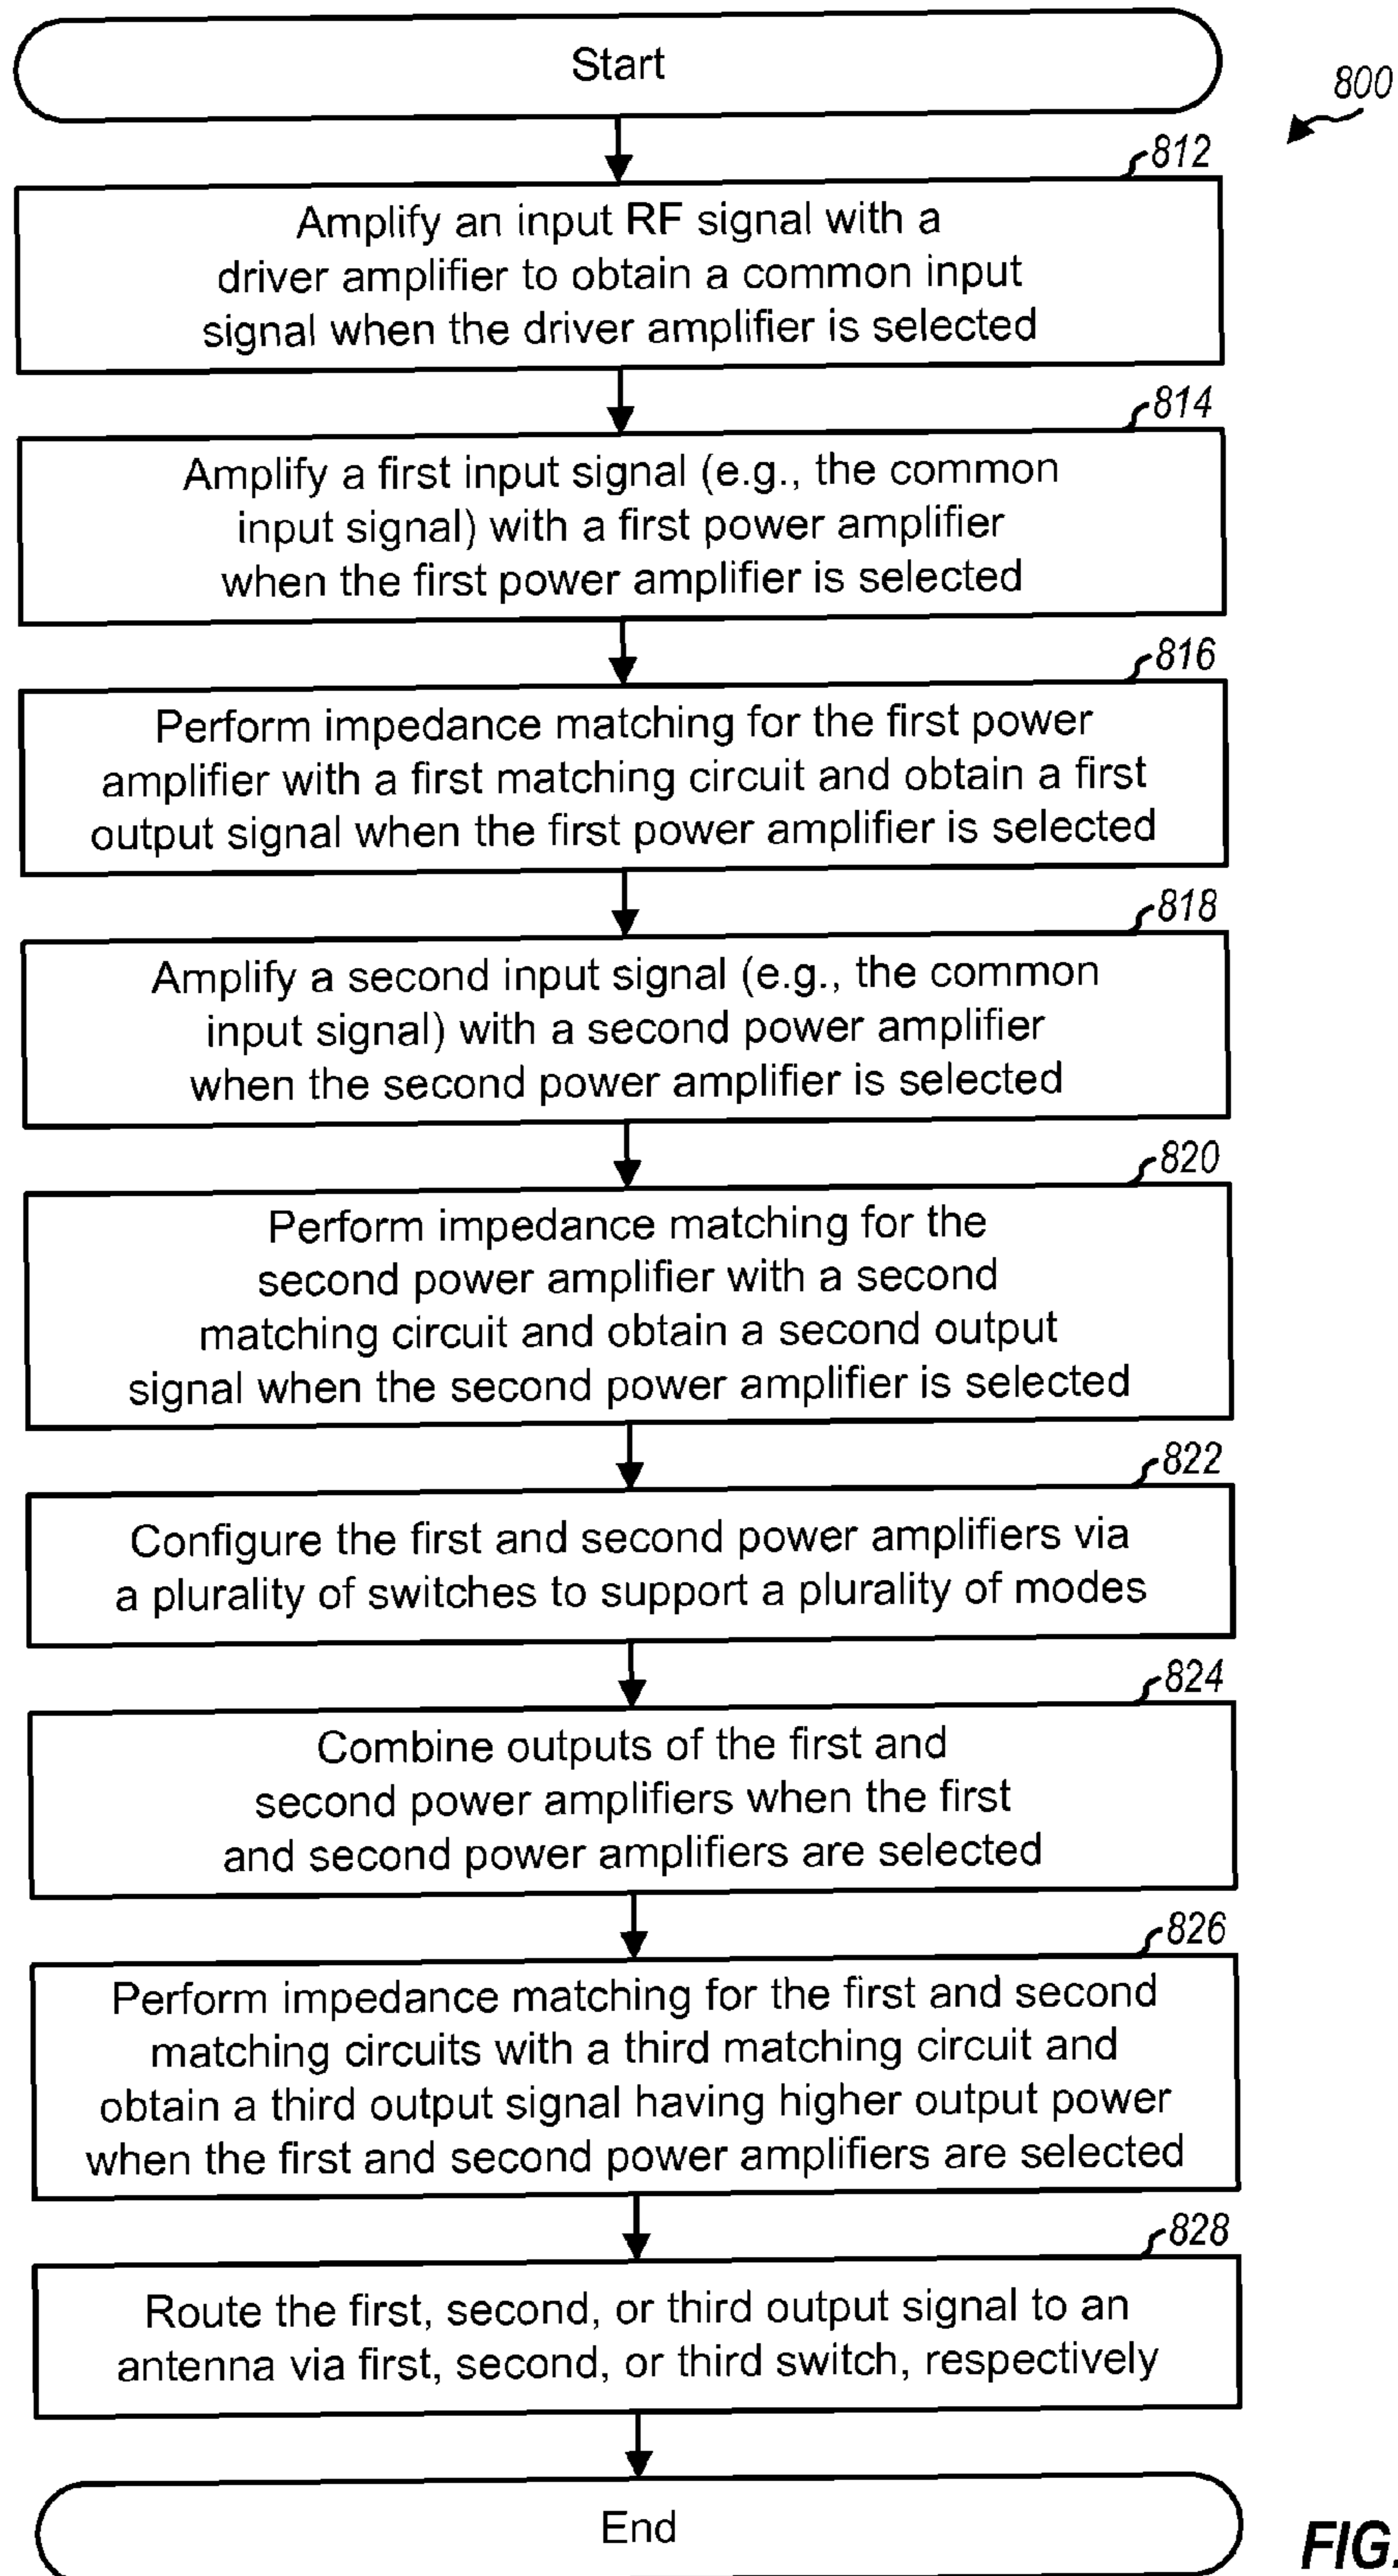 Start
800
812
Amplify an input RF signal with a
driver amplifier to obtain a common input
signal when the driver amplifier is selected
814
Amplify a first input signal (e.g., the common
input signal) with a first power amplifier
when the first power amplifier is selected
816
Perform impedance matching for the first power
amplifier with a first matching circuit and obtain a first
output signal when the first power amplifier is selected
818
Amplify a second input signal (e.g., the common
input signal) with a second power amplifier
when the second power amplifier is selected
820
Perform impedance matching for the
second power amplifier with a second
matching circuit and obtain a second output
signal when the second power amplifier is selected
822
Configure the first and second power amplifiers via
a plurality of switches to support a plurality of modes
824
Combine outputs of the first and
second power amplifiers when the first
and second power amplifiers are selected
826
Perform impedance matching for the first and second
matching circuits with a third matching circuit and
obtain a third output signal having higher output power
when the first and second power amplifiers are selected
828
Route the first, second, or third output signal to an
antenna via first, second, or third switch, respectively
End
FIG.